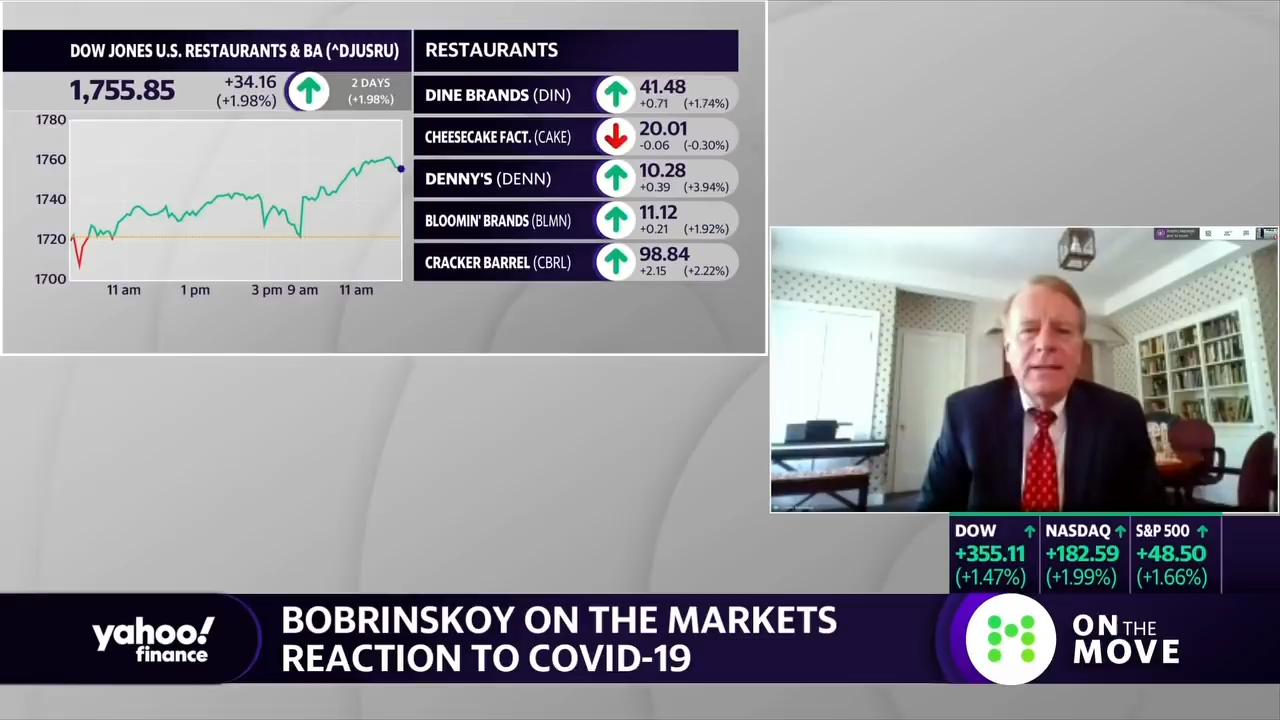 DOW JONES U.S. RESTAURANTS & BA (^DJUSRU)
1,755.85
+34.16
(+1.98%)
2 DAYS
(+1.98%)
1780
1760
1740
1720
1700
11 am
1 pm
3 pm
9 am
11 am
RESTAURANTS
DINE BRANDS (DIN)
41.48
+0.71 (+1.74%)
CHEESECAKE FACT. (CAKE)
20.01
-0.06 (-0.30%)
DENNY'S (DENN)
10.28
+0.39 (+3.94%)
BLOOMIN' BRANDS (BLMN)
11.12
+0.21 (+1.92%)
CRACKER BARREL (CBRL)
98.84
+2.15 (+2.22%)
DOW
+355.11
(+1.47%)
NASDAQ
+182.59
(+1.99%)
S&P 500
+48.50
(+1.66%)
yahoo!
finance
BOBRINSKOY ON THE MARKETS
REACTION TO COVID-19
ON THE
MOVE